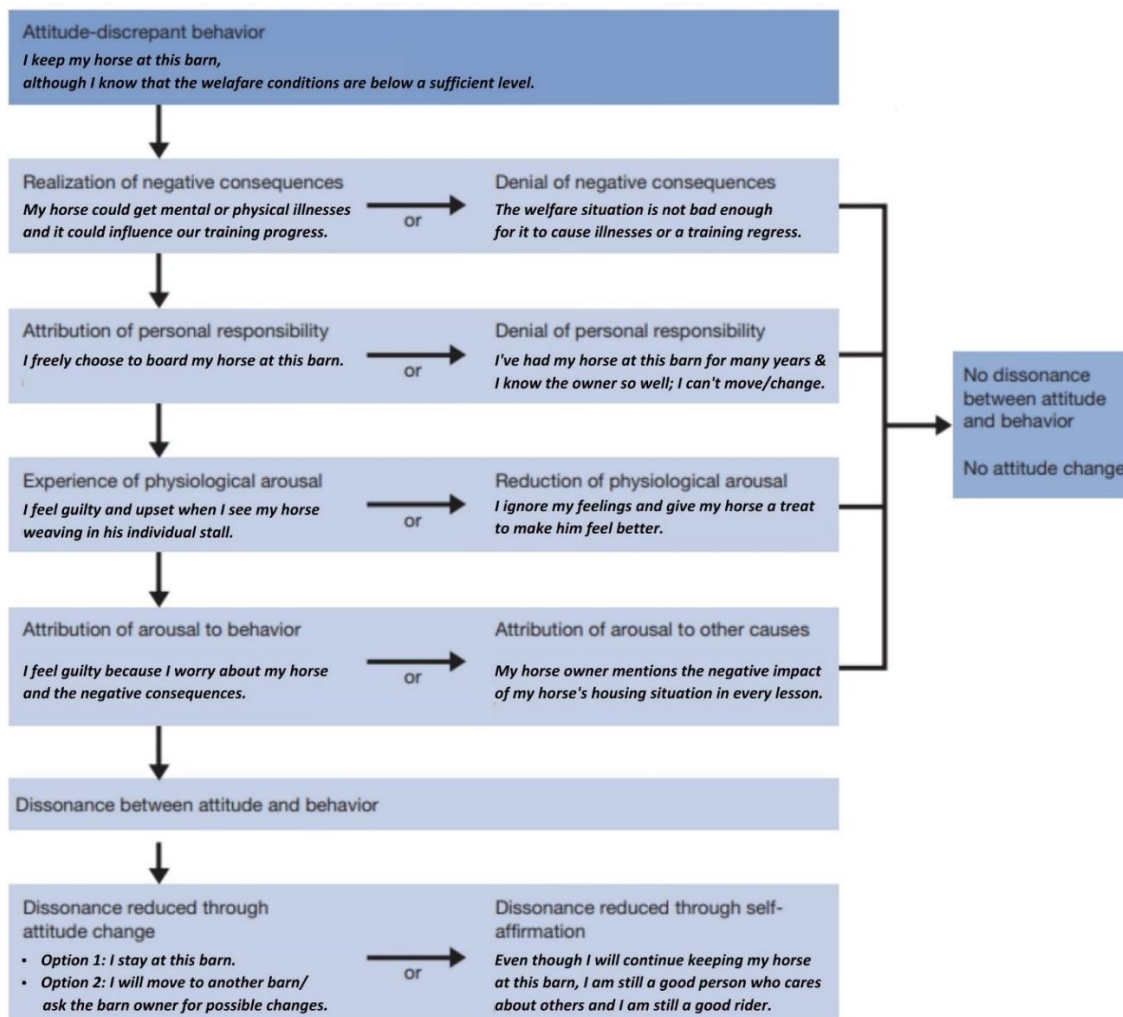 Attitude-discrepant behavior
I keep my horse at this barn,
although I know that the welafare conditions are below a sufficient level.
Realization of negative consequences
My horse could get mental or physical illnesses
and it could influence our training progress.
or
Denial of negative consequences
The welfare situation is not bad enough
for it to cause illnesses or a training regress.
Attribution of personal responsibility
I freely choose to board my horse at this barn.
or
Denial of personal responsibility
I've had my horse at this barn for many years &
I know the owner so well; I can't move/change.
No dissonance
between attitude
and behavior
No attitude change
Experience of physiological arousal
I feel guilty and upset when I see my horse
weaving in his individual stall.
or
Reduction of physiological arousal
I ignore my feelings and give my horse a treat
to make him feel better.
Attribution of arousal to behavior
I feel guilty because I worry about my horse
and the negative consequences.
or
Attribution of arousal to other causes
My horse owner mentions the negative impact
of my horse's housing situation in every lesson.
Dissonance between attitude and behavior
Dissonance reduced through
attitude change
• Option 1: I stay at this barn.
• Option 2: I will move to another barn/
ask the barn owner for possible changes.
or
Dissonance reduced through self-
affirmation
Even though I will continue keeping my horse
at this barn, I am still a good person who cares
about others and I am still a good rider.